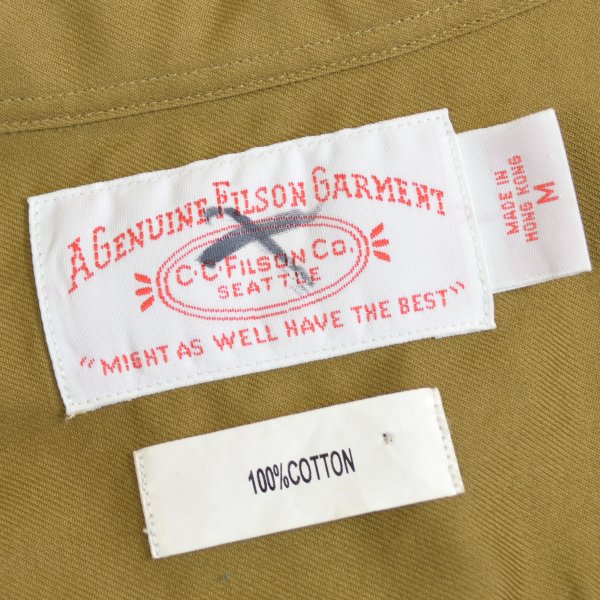 A GENUINE FILSON GARMENT
C.C. FILSON CO.
SEATTLE
"MIGHT AS WELL HAVE THE BEST"
MADE IN
HONG KONG
M
100%COTTON